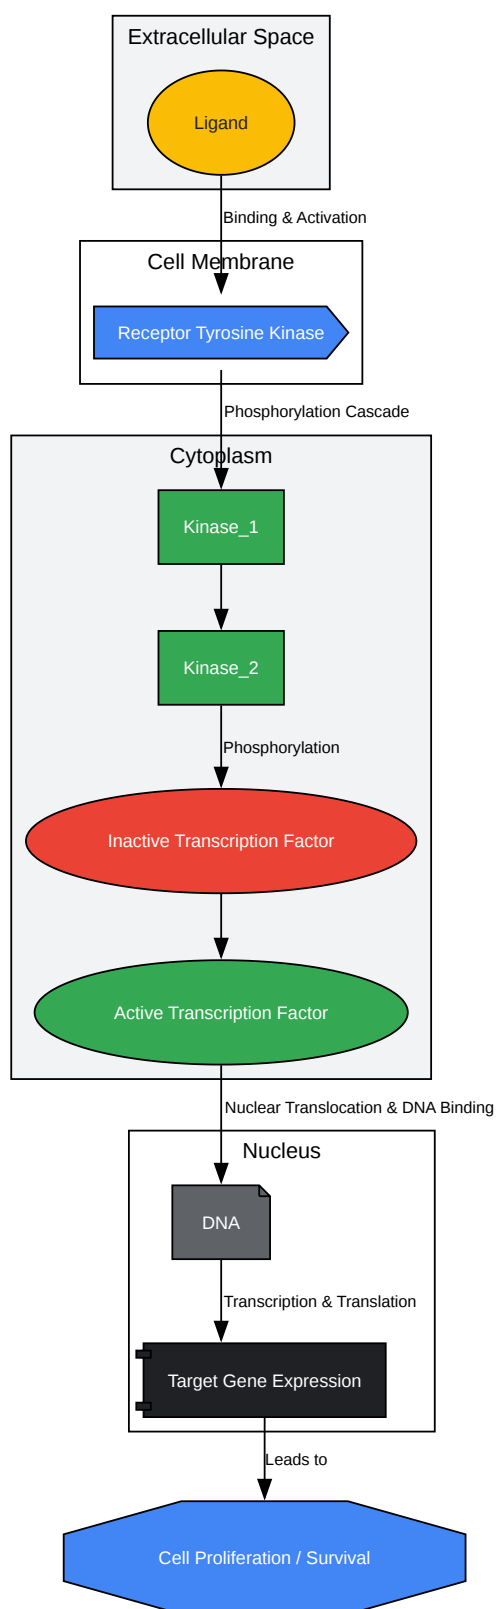 Extracellular Space
Ligand
Binding & Activation
Cell Membrane
Receptor Tyrosine Kinase
Phosphorylation Cascade
Cytoplasm
Kinase_1
Kinase_2
Phosphorylation
Inactive Transcription Factor
Active Transcription Factor
Nuclear Translocation & DNA Binding
Nucleus
DNA
Transcription & Translation
Target Gene Expression
Leads to
Cell Proliferation / Survival